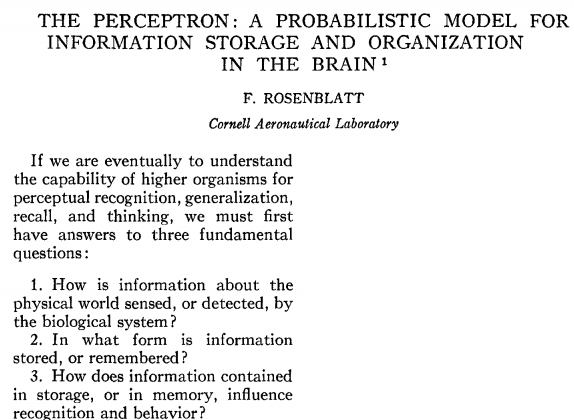 THE PERCEPTRON: A PROBABILISTIC MODEL FOR
INFORMATION STORAGE AND ORGANIZATION
IN THE BRAIN ¹
F. ROSENBLATT
Cornell Aeronautical Laboratory
If we are eventually to understand
the capability of higher organisms for
perceptual recognition, generalization,
recall, and thinking, we must first
have answers to three fundamental
questions:
1. How is information about the
physical world sensed, or detected, by
the biological system?
2. In what form is information
stored, or remembered?
3. How does information contained
in storage, or in memory, influence
recognition and behavior?